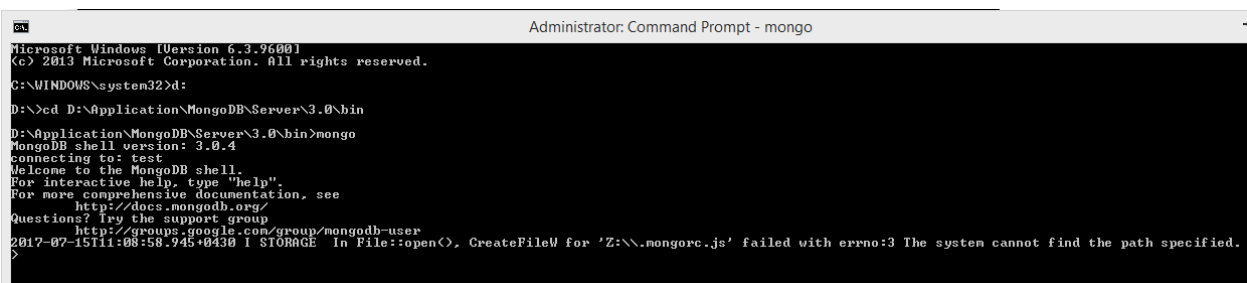 Administrator: Command Prompt - mongo
Microsoft Windows [Version 6.3.9600]
(c) 2013 Microsoft Corporation. All rights reserved.
C:\WINDOWS\system32>d:
D:\>cd D:\Application\MongoDB\Server\3.0\bin
D:\Application\MongoDB\Server\3.0\bin>mongo
MongoDB shell version: 3.0.4
connecting to: test
Welcome to the MongoDB shell.
For interactive help, type "help".
For more comprehensive documentation, see
http://docs.mongodb.org/
Questions? Try the support group
http://groups.google.com/group/mongodb-user
2017-07-15T11:08:58.945+0430 I STORAGE  In File::open(), CreateFileW for 'Z:\\.mongorc.js' failed with errno:3 The system cannot find the path specified.
>